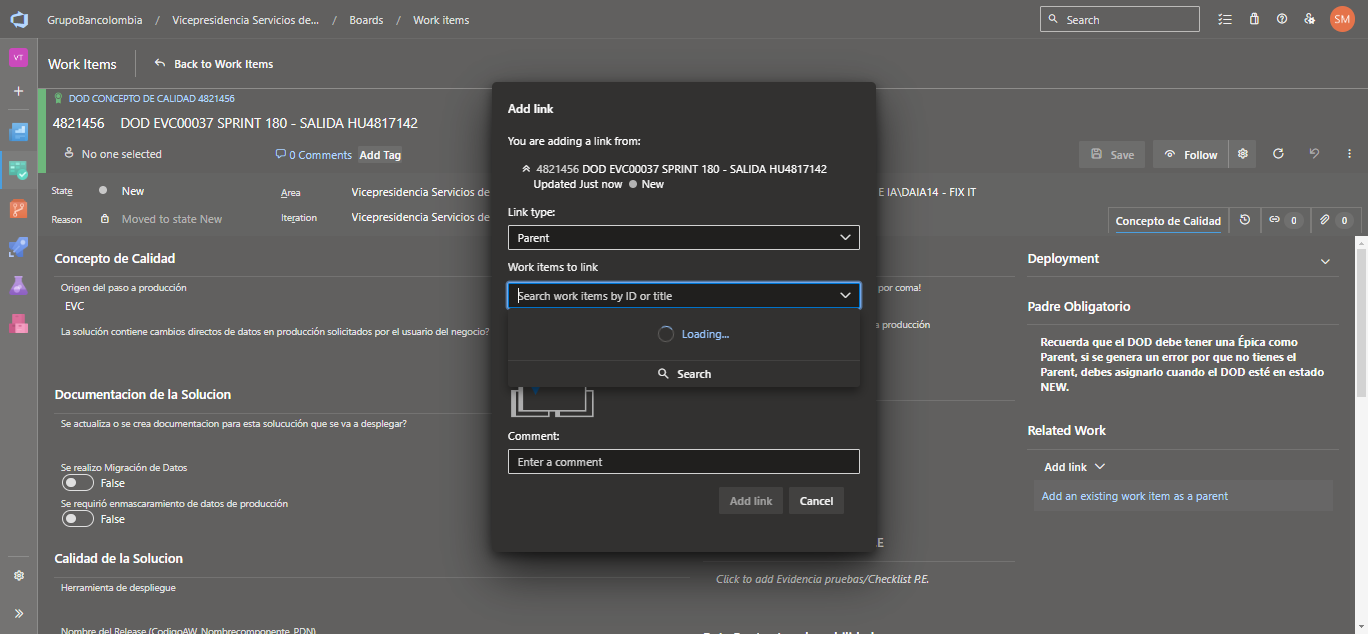 GrupoBancolombia / Vicepresidencia Servicios de... / Boards / Work items
Search
SM
VT
Work Items
Back to Work Items
DOD CONCEPTO DE CALIDAD 4821456
4821456 DOD EVC00037 SPRINT 180 - SALIDA HU4817142
No one selected
0 Comments
Add Tag
Save
Follow
State
New
Area
Vicepresidencia Servicios de
E IA\DAIA14 - FIX IT
Reason
Moved to state New
Iteration
Vicepresidencia Servicios de
Concepto de Calidad
0
0
Concepto de Calidad
Origen del paso a producción
EVC
La solución contiene cambios directos de datos en producción solicitados por el usuario del negocio?
Documentacion de la Solucion
Se actualiza o se crea documentacion para esta solucución que se va a desplegar?
Se realizo Migración de Datos
False
Se requirió enmascaramiento de datos de producción
False
Calidad de la Solucion
Herramienta de despliegue
Nombre del Release (CodigoAW_Nombrecomponente_PDN)
Add link
You are adding a link from:
4821456 DOD EVC00037 SPRINT 180 - SALIDA HU4817142
Updated Just now
New
Link type:
Parent
Work items to link
Search work items by ID or title
Loading...
Search
Comment:
Enter a comment
Add link
Cancel
por coma!
a producción
E
Click to add Evidencia pruebas/Checklist P.E.
Deployment
Padre Obligatorio
Recuerda que el DOD debe tener una Épica como
Parent, si se genera un error por que no tienes el
Parent, debes asignarlo cuando el DOD esté en estado
NEW.
Related Work
Add link
Add an existing work item as a parent